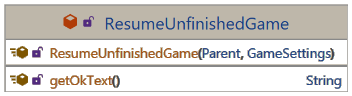 ResumeUnfinishedGame
ResumeUnfinishedGame(Parent, GameSettings)
getOkText() String